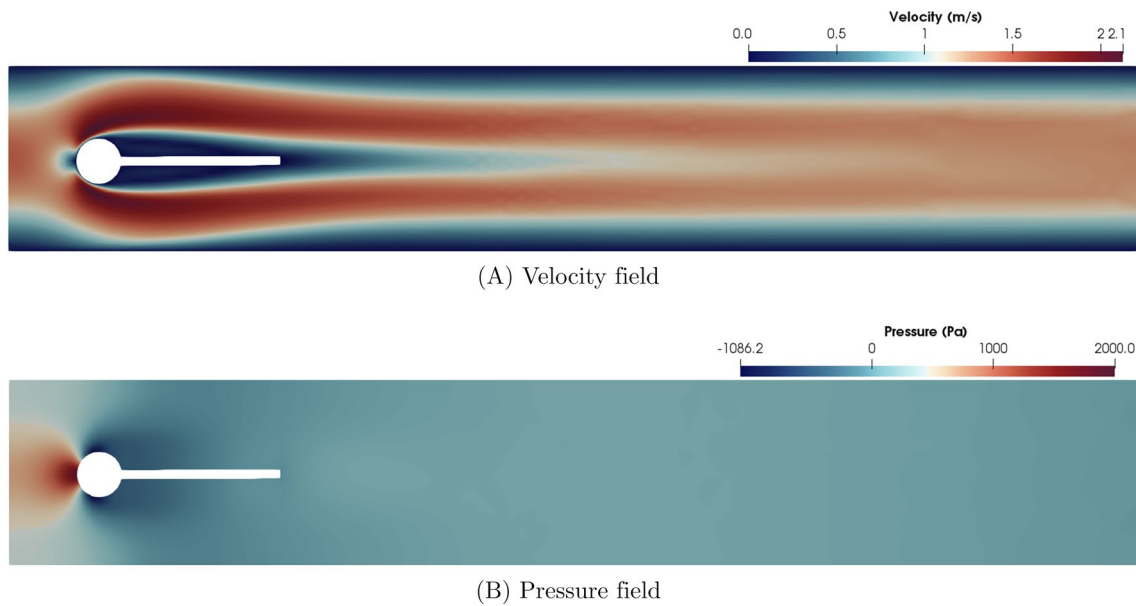 Velocity (m/s)
0.0 0.5 1 1.5 2 2.1
(A) Velocity field
Pressure (Pa)
-1086.2 0 1000 2000.0
(B) Pressure field